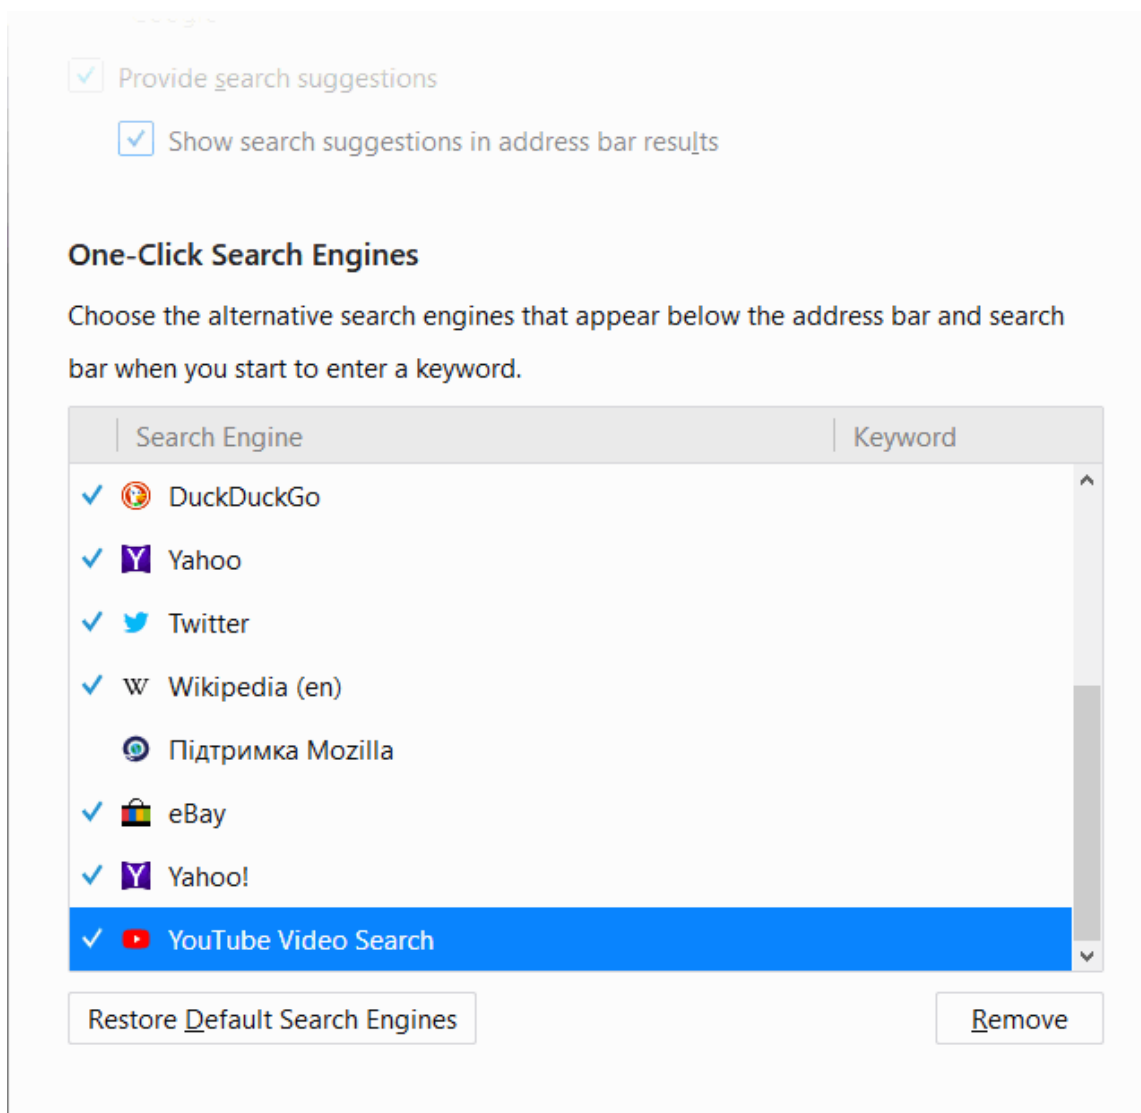 Provide search suggestions
Show search suggestions in address bar results
One-Click Search Engines
Choose the alternative search engines that appear below the address bar and search
bar when you start to enter a keyword.
Search Engine Keyword
DuckDuckGo
Yahoo
Twitter
W Wikipedia (en)
Підтримка Mozilla
eBay
Yahoo!
YouTube Video Search
Restore Default Search Engines Remove